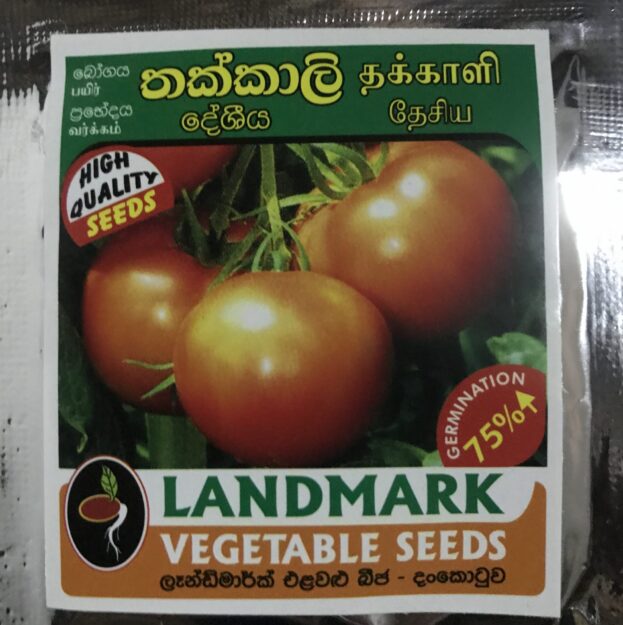 බෝගය
பயிர்
ප්‍රභේදය
வர்க்கம்
තක්කාලි தக்காளி
දේශීය தேசிய
HIGH
QUALITY
SEEDS
GERMINATION
75%
LANDMARK
VEGETABLE SEEDS
ලෑන්ඩ්මාර්ක් එළවළු බීජ - දංකොටුව